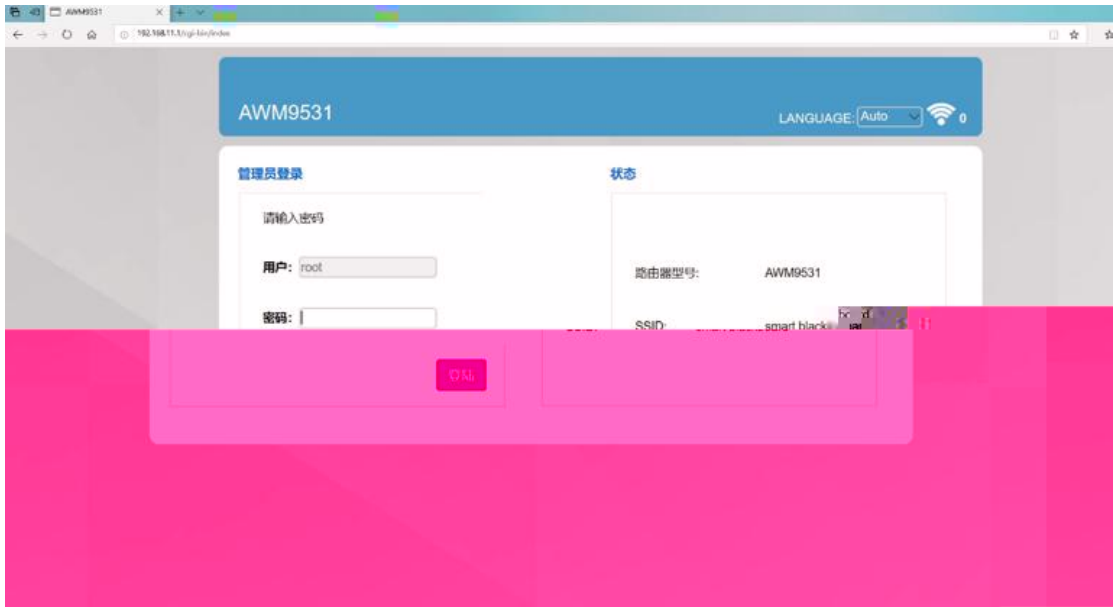 AWM9531
192.168.11.1/cgi-bin/index
AWM9531
LANGUAGE: Auto 0
管理员登录
请输入密码
用户: root
密码:
状态
路由器型号: AWM9531
SSID: smart black